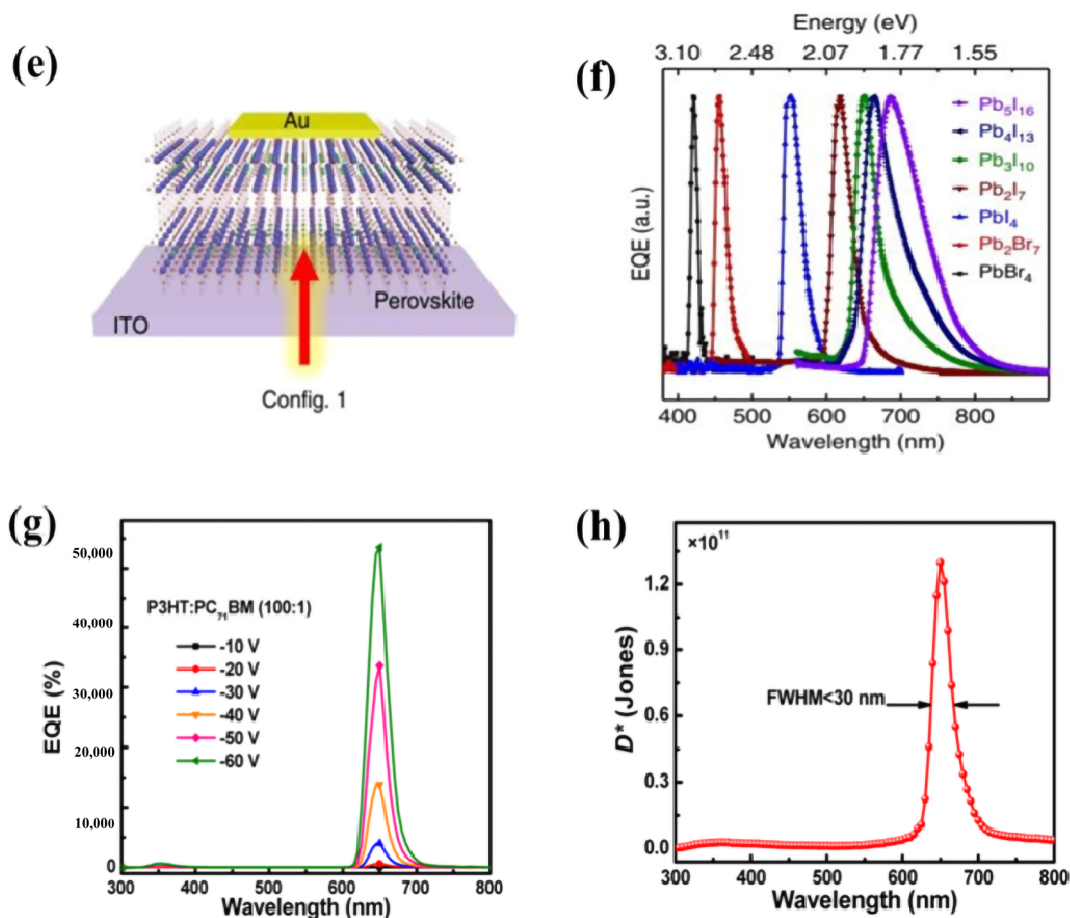 (e)
Au
Perovskite
ITO
Config. 1
(f)
Energy (eV)
3.10 2.48 2.07 1.77 1.55
EQE (a.u.)
Pb₅I₁₆
Pb₄I₁₃
Pb₃I₁₀
Pb₂I₇
PbI₄
Pb₂Br₇
PbBr₄
400 500 600 700 800
Wavelength (nm)
(g)
EQE (%)
50,000
30,000
20,000
10,000
0
P3HT:PC₇₁BM (100:1)
-10 V
-20 V
-30 V
-40 V
-50 V
-60 V
300 400 500 600 700 800
Wavelength (nm)
(h)
×10¹¹
D* (Jones)
1.2
0.9
0.6
0.3
0.0
FWHM<30 nm
300 400 500 600 700 800
Wavelength (nm)